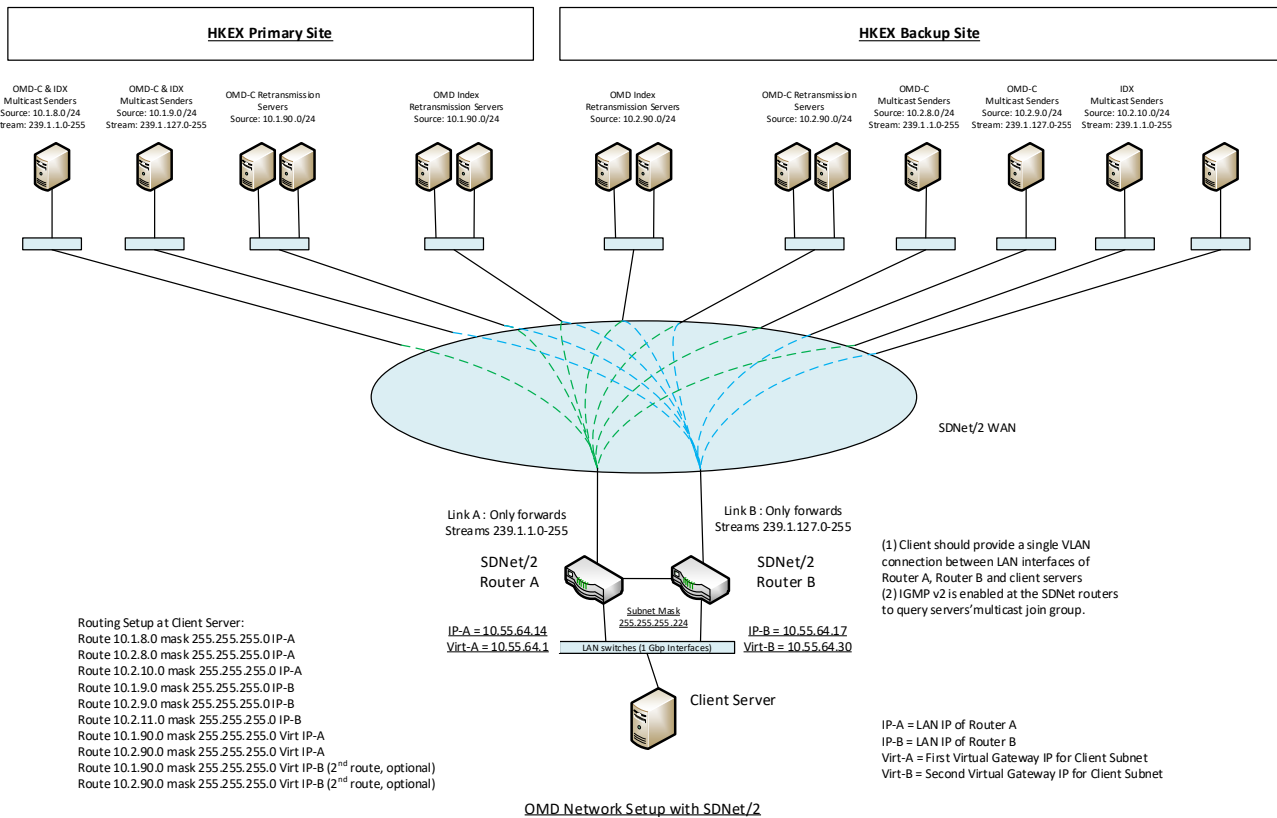 HKEX Primary Site
HKEX Backup Site
OMD-C & IDX
Multicast Senders
Source: 10.1.8.0/24
tream: 239.1.1.0-255
OMD-C & IDX
Multicast Senders
Source: 10.1.9.0/24
Stream: 239.1.127.0-255
OMD-C Retransmission
Servers
Source: 10.1.90.0/24
OMD Index
Retransmission Servers
Source: 10.1.90.0/24
OMD Index
Retransmission Servers
Source: 10.2.90.0/24
OMD-C Retransmission
Servers
Source: 10.2.90.0/24
OMD-C
Multicast Senders
Source: 10.2.8.0/24
Stream: 239.1.1.0-255
OMD-C
Multicast Senders
Source: 10.2.9.0/24
Stream: 239.1.127.0-255
IDX
Multicast Senders
Source: 10.2.10.0/24
Stream: 239.1.1.0-255
SDNet/2 WAN
Link A : Only forwards
Streams 239.1.1.0-255
Link B : Only forwards
Streams 239.1.127.0-255
SDNet/2
Router A
SDNet/2
Router B
(1) Client should provide a single VLAN
connection between LAN interfaces of
Router A, Router B and client servers
(2) IGMP v2 is enabled at the SDNet routers
to query servers'multicast join group.
Subnet Mask
255.255.255.224
IP-A = 10.55.64.14
Virt-A = 10.55.64.1
IP-B = 10.55.64.17
Virt-B = 10.55.64.30
LAN switches (1 Gbp Interfaces)
Client Server
Routing Setup at Client Server:
Route 10.1.8.0 mask 255.255.255.0 IP-A
Route 10.2.8.0 mask 255.255.255.0 IP-A
Route 10.2.10.0 mask 255.255.255.0 IP-A
Route 10.1.9.0 mask 255.255.255.0 IP-B
Route 10.2.9.0 mask 255.255.255.0 IP-B
Route 10.2.11.0 mask 255.255.255.0 IP-B
Route 10.1.90.0 mask 255.255.255.0 Virt IP-A
Route 10.2.90.0 mask 255.255.255.0 Virt IP-A
Route 10.1.90.0 mask 255.255.255.0 Virt IP-B (2nd route, optional)
Route 10.2.90.0 mask 255.255.255.0 Virt IP-B (2nd route, optional)
IP-A = LAN IP of Router A
IP-B = LAN IP of Router B
Virt-A = First Virtual Gateway IP for Client Subnet
Virt-B = Second Virtual Gateway IP for Client Subnet
OMD Network Setup with SDNet/2